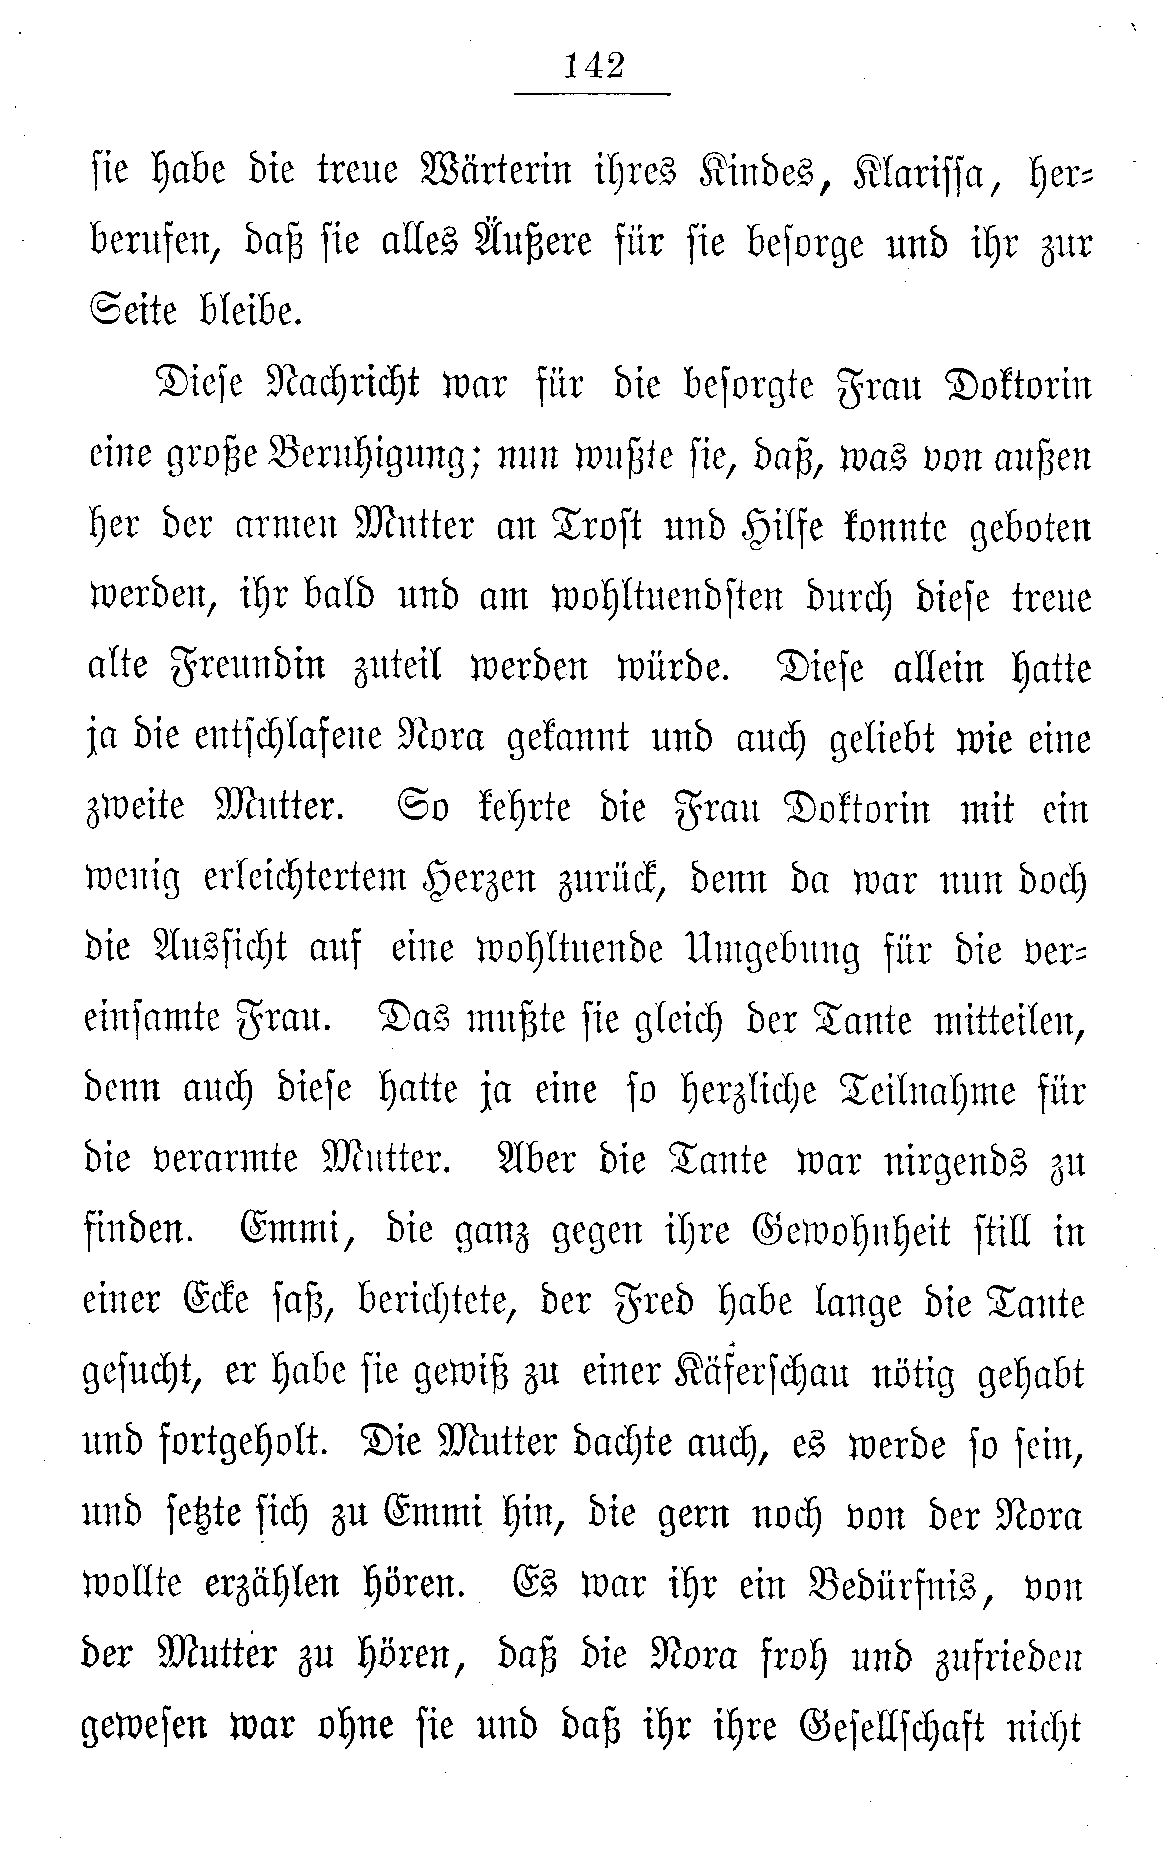 142
sie habe die treue Wärterin ihres Kindes, Klarissa, her-
berufen, daß sie alles Äußere für sie besorge und ihr zur
Seite bleibe.
Diese Nachricht war für die besorgte Frau Doktorin
eine große Beruhigung; nun wußte sie, daß, was von außen
her der armen Mutter an Trost und Hilfe konnte geboten
werden, ihr bald und am wohltuendsten durch diese treue
alte Freundin zuteil werden würde. Diese allein hatte
ja die entschlafene Nora gekannt und auch geliebt wie eine
zweite Mutter. So kehrte die Frau Doktorin mit ein
wenig erleichtertem Herzen zurück, denn da war nun doch
die Aussicht auf eine wohltuende Umgebung für die ver-
einsamte Frau. Das mußte sie gleich der Tante mitteilen,
denn auch diese hatte ja eine so herzliche Teilnahme für
die verarmte Mutter. Aber die Tante war nirgends zu
finden. Emmi, die ganz gegen ihre Gewohnheit still in
einer Ecke saß, berichtete, der Fred habe lange die Tante
gesucht, er habe sie gewiß zu einer Käferschau nötig gehabt
und fortgeholt. Die Mutter dachte auch, es werde so sein,
und setzte sich zu Emmi hin, die gern noch von der Nora
wollte erzählen hören. Es war ihr ein Bedürfnis, von
der Mutter zu hören, daß die Nora froh und zufrieden
gewesen war ohne sie und daß ihr ihre Gesellschaft nicht